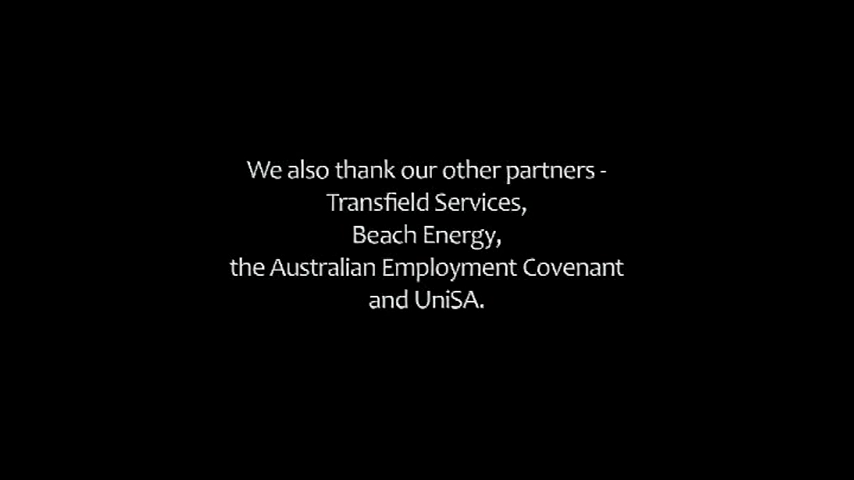 We also thank our other partners -
Transfield Services,
Beach Energy,
the Australian Employment Covenant
and UniSA.